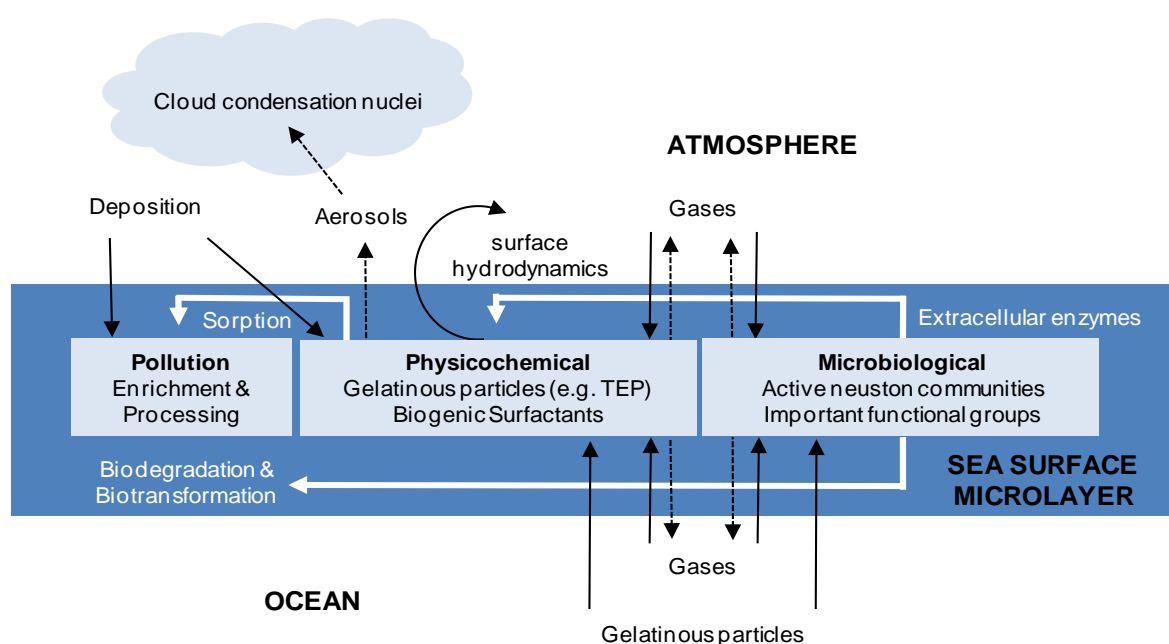 Cloud condensation nuclei
ATMOSPHERE
Deposition
Aerosols
Gases
surface
hydrodynamics
Sorption
Extracellular enzymes
Pollution
Enrichment &
Processing
Physicochemical
Gelatinous particles (e.g. TEP)
Biogenic Surfactants
Microbiological
Active neuston communities
Important functional groups
Biodegradation &
Biotransformation
SEA SURFACE
MICROLAYER
Gases
OCEAN
Gelatinous particles